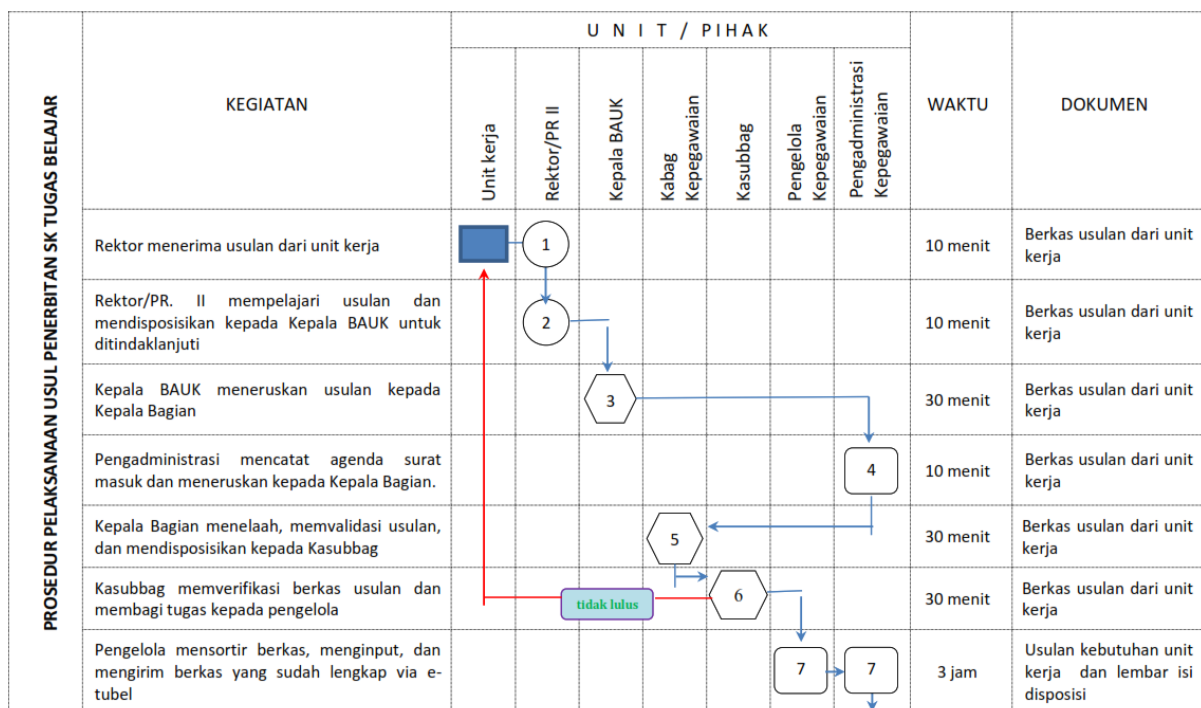 PROSEDUR PELAKSANAAN USUL PENERBITAN SK TUGAS BELAJAR
KEGIATAN
U N I T / PIHAK
Unit kerja
Rektor/PR II
Kepala BAUK
Kabag
Kepegawaian
Kasubbag
Pengelola
Kepegawaian
Pengadministrasi
Kepegawaian
WAKTU
DOKUMEN
Rektor menerima usulan dari unit kerja
1
10 menit
Berkas usulan dari unit
kerja
Rektor/PR. II mempelajari usulan dan
mendisposisikan kepada Kepala BAUK untuk
ditindaklanjuti
2
10 menit
Berkas usulan dari unit
kerja
Kepala BAUK meneruskan usulan kepada
Kepala Bagian
3
30 menit
Berkas usulan dari unit
kerja
Pengadministrasi mencatat agenda surat
masuk dan meneruskan kepada Kepala Bagian.
4
10 menit
Berkas usulan dari unit
kerja
Kepala Bagian menelaah, memvalidasi usulan,
dan mendisposisikan kepada Kasubbag
5
30 menit
Berkas usulan dari unit
kerja
Kasubbag memverifikasi berkas usulan dan
membagi tugas kepada pengelola
tidak lulus
6
30 menit
Berkas usulan dari unit
kerja
Pengelola mensortir berkas, menginput, dan
mengirim berkas yang sudah lengkap via e-
tubel
7
7
3 jam
Usulan kebutuhan unit
kerja dan lembar isi
disposisi